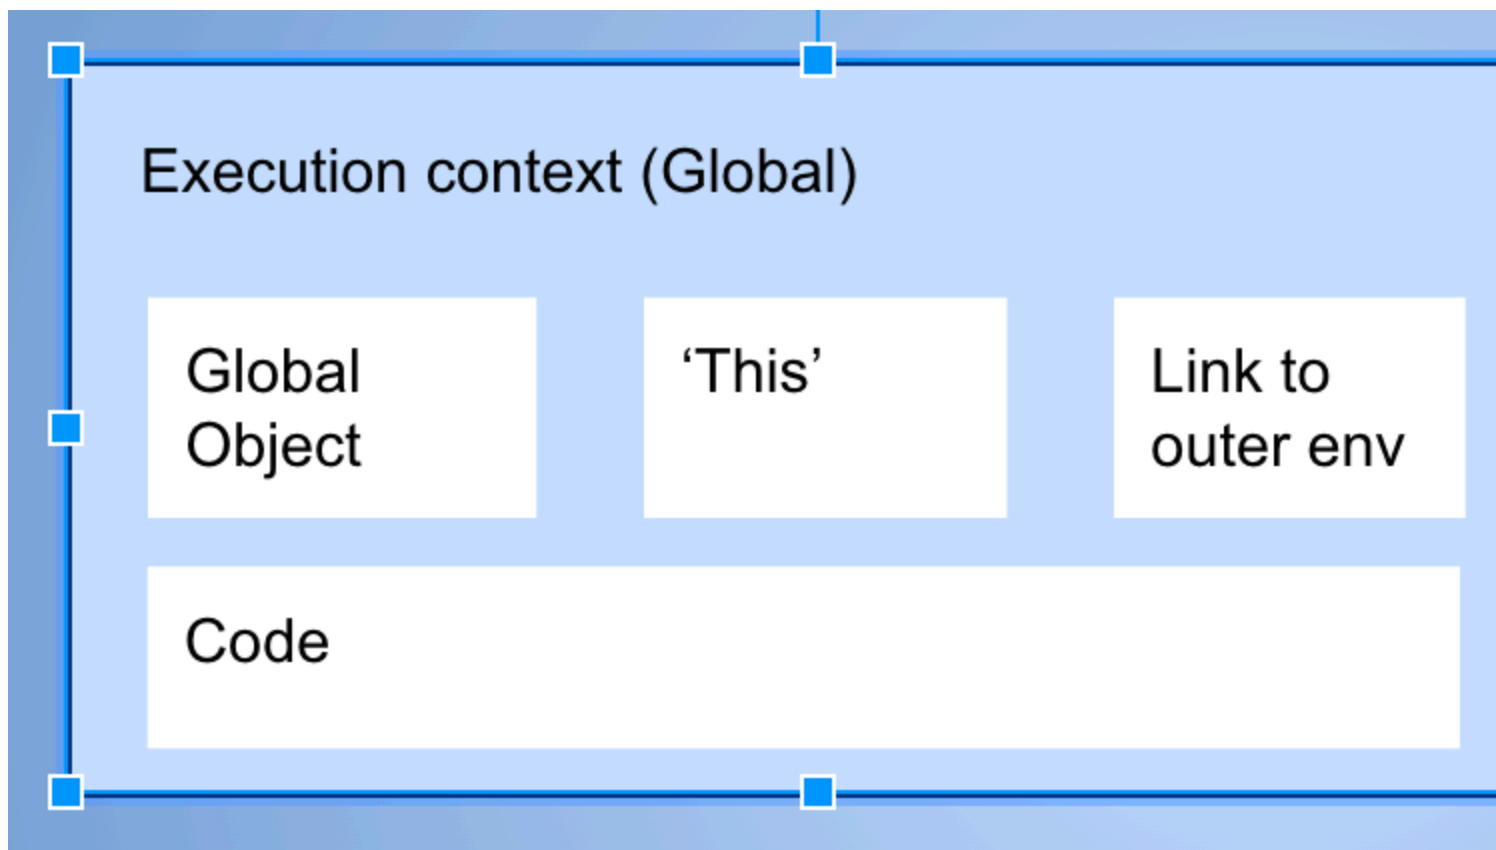 Execution context (Global)
Global
Object
‘This’
Link to
outer env
Code